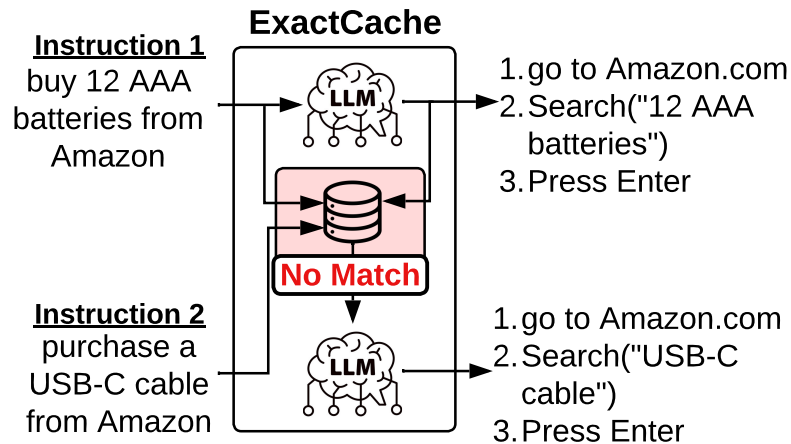 ExactCache
Instruction 1
buy 12 AAA
batteries from
Amazon
LLM
1. go to Amazon.com
2. Search("12 AAA
batteries")
3. Press Enter
No Match
Instruction 2
purchase a
USB-C cable
from Amazon
LLM
1. go to Amazon.com
2. Search("USB-C
cable")
3. Press Enter